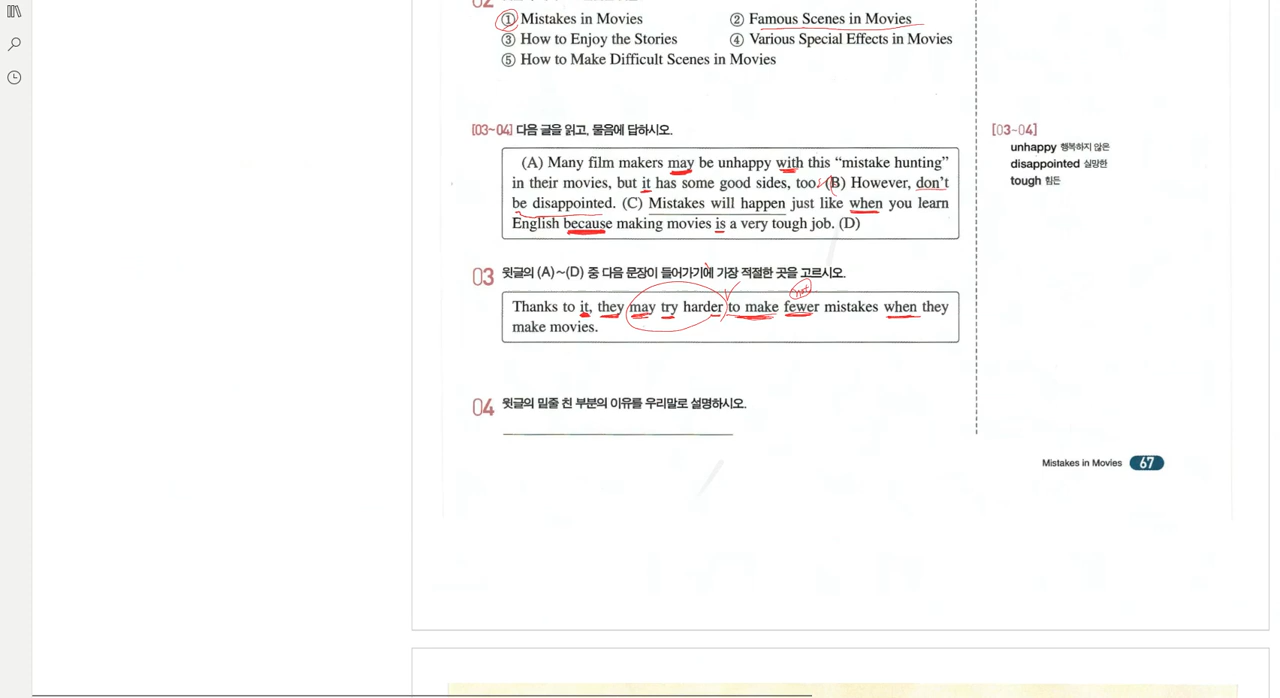 02
① Mistakes in Movies ② Famous Scenes in Movies
③ How to Enjoy the Stories ④ Various Special Effects in Movies
⑤ How to Make Difficult Scenes in Movies
[03~04] 다음 글을 읽고, 물음에 답하시오.
(A) Many film makers may be unhappy with this “mistake hunting”
in their movies, but it has some good sides, too. (B) However, don’t
be disappointed. (C) Mistakes will happen just like when you learn
English because making movies is a very tough job. (D)
[03~04]
unhappy 행복하지 않은
disappointed 실망한
tough 힘든
03 윗글의 (A)~(D) 중 다음 문장이 들어가기에 가장 적절한 곳을 고르시오.
not
Thanks to it, they may try harder to make fewer mistakes when they
make movies.
04 윗글의 밑줄 친 부분의 이유를 우리말로 설명하시오.
Mistakes in Movies 67